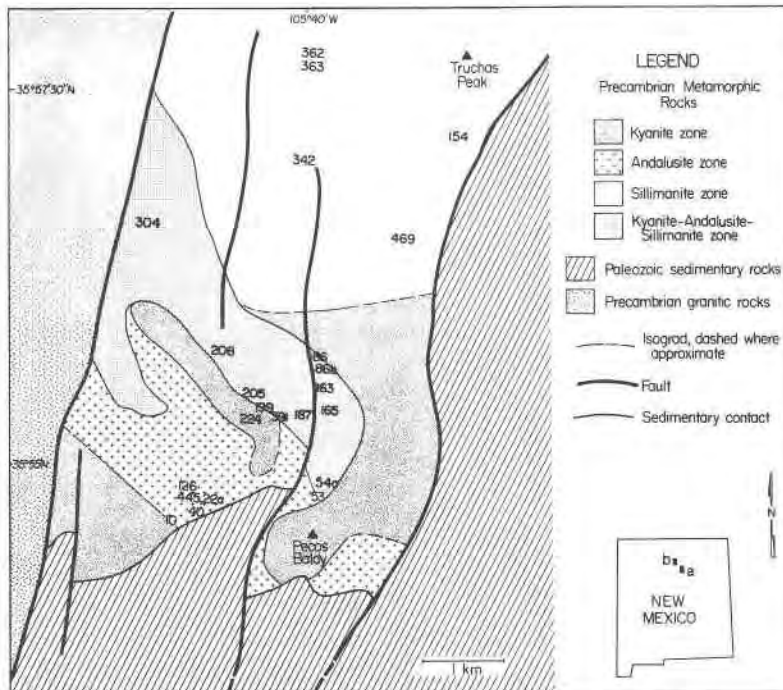 105°40'W
362
363
Truchas
Peak
35°57'30"N
154
342
304
469
208
86
86b
205
163
199
224
187
165
35°55'N
126
54a
53
445
22a
40
10
Pecos
Baldy
1 km
LEGEND
Precambrian Metamorphic
Rocks
Kyanite zone
Andalusite zone
Sillimanite zone
Kyanite-Andalusite-
Sillimanite zone
Paleozoic sedimentary rocks
Precambrian granitic rocks
Isograd, dashed where
approximate
Fault
Sedimentary contact
N
b
a
NEW
MEXICO